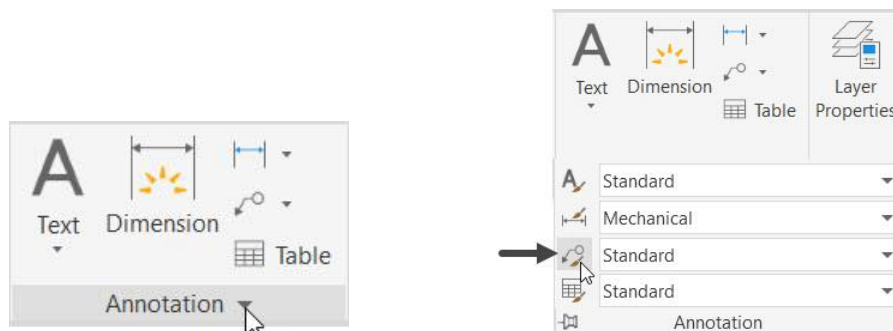 Text
Dimension
Table
Annotation
Text
Dimension
Table
Layer
Properties
Standard
Mechanical
Standard
Standard
Annotation